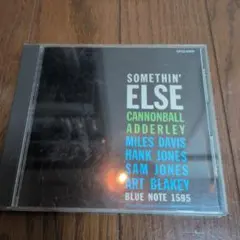 SOMETHIN'
ELSE
CANNONBALL
ADDERLEY
MILES DAVIS
HANK JONES
SAM JONES
ART BLAKEY
BLUE NOTE 1595